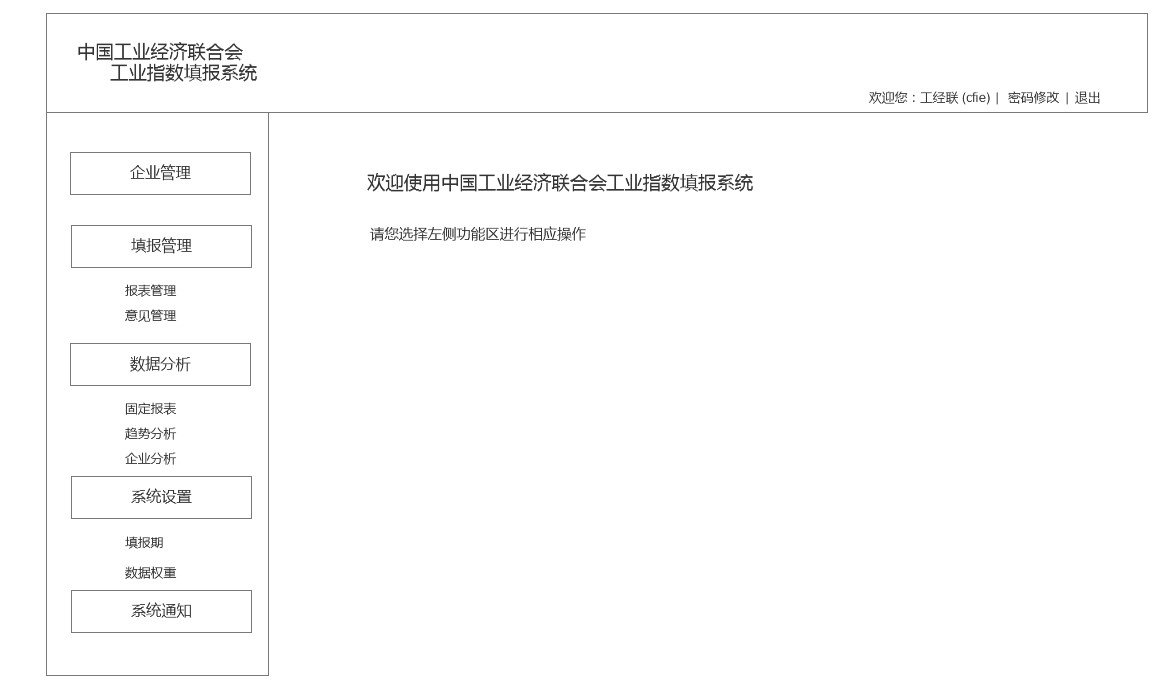 中国工业经济联合会
工业指数填报系统
欢迎您：工经联 (cfie) | 密码修改 | 退出
企业管理
填报管理
报表管理
意见管理
数据分析
固定报表
趋势分析
企业分析
系统设置
填报期
数据权重
系统通知
欢迎使用中国工业经济联合会工业指数填报系统
请您选择左侧功能区进行相应操作